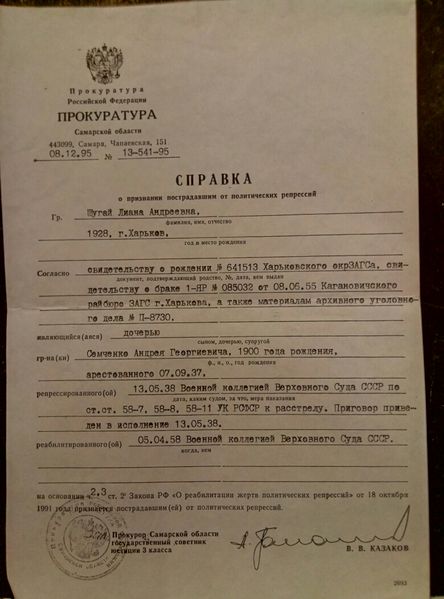 Прокуратура
Российской Федерации
ПРОКУРАТУРА
Самарской области
443099, Самара, Чапаевская, 151
08.12.95 № 13-541-95
СПРАВКА
о признании пострадавшим от политических репрессий
Гр. Шугай Лиана Андреевна,
фамилия, имя, отчество
1928, г.Харьков,
год и место рождения
Согласно свидетельству о рождении № 641513 Харьковского окрЗАГСа, сви-
документ, подтверждающий родство, №, дата, кем выдан
детельству о браке 1-НР № 085032 от 08.06.55 Кагановичского
райбюро ЗАГС г.Харькова, а также материалам архивного уголовно-
го дела № П-8730.
являющийся(аяся) дочерью
сыном, дочерью, супругой
гр-на(ки) Семченко Андрея Георгиевича, 1900 года рождения,
ф., и., о., год рождения
арестованного 07.09.37.
репрессированного(ой) 13.05.38 Военной коллегией Верховного Суда СССР по
дата, каким судом, за что, мера наказания
ст.ст. 58-7, 58-8, 58-11 УК РСФСР к расстрелу. Приговор приве-
ден в исполнение 13.05.38.
реабилитированного(ой) 05.04.58 Военной коллегией Верховного Суда СССР.
когда, кем
на основании ст. 2¹ Закона РФ «О реабилитации жертв политических репрессий» от 18 октября
1991 года признается пострадавшим(ей) от политических репрессий.
Прокурор Самарской области
государственный советник
юстиции 3 класса
В. В. КАЗАКОВ